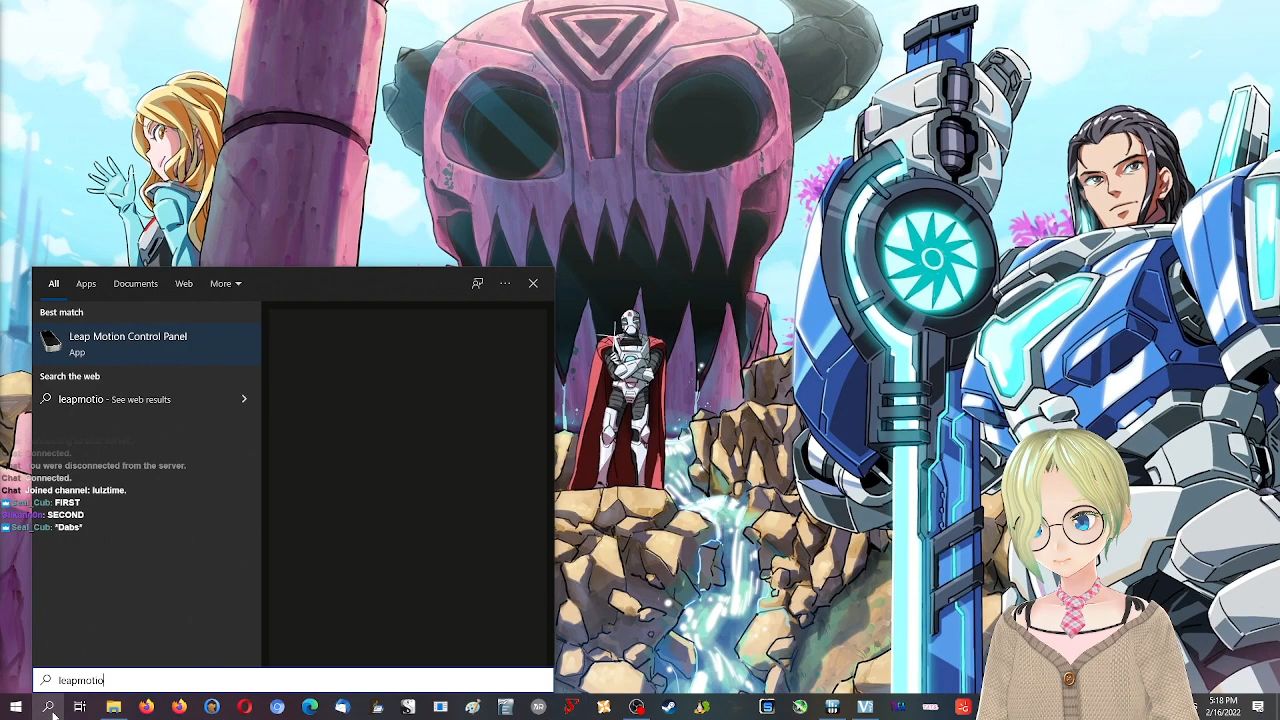 All
Apps
Documents
Web
More
Best match
Leap Motion Control Panel
App
Search the web
leapmotio - See web results
Connected.
You were disconnected from the server.
Chat Connected.
Chat Joined channel: lulztime.
Seal_Cub: FIRST
SECOND
Seal_Cub: *Dabs*
leapmotio
5:18 PM
2/16/2022